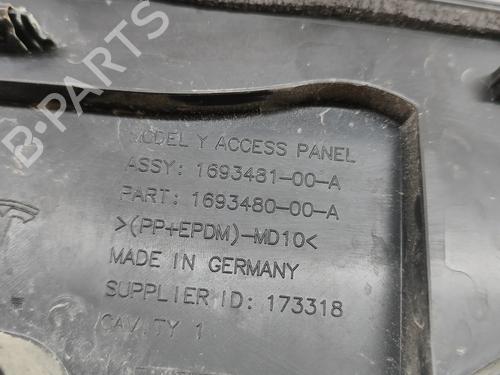 MODEL Y ACCESS PANEL
ASSY: 1693481-00-A
PART: 1693480-00-A
>(PP+EPDM)-MD10<
MADE IN GERMANY
SUPPLIER ID: 173318
CAVITY 1
B-PARTS